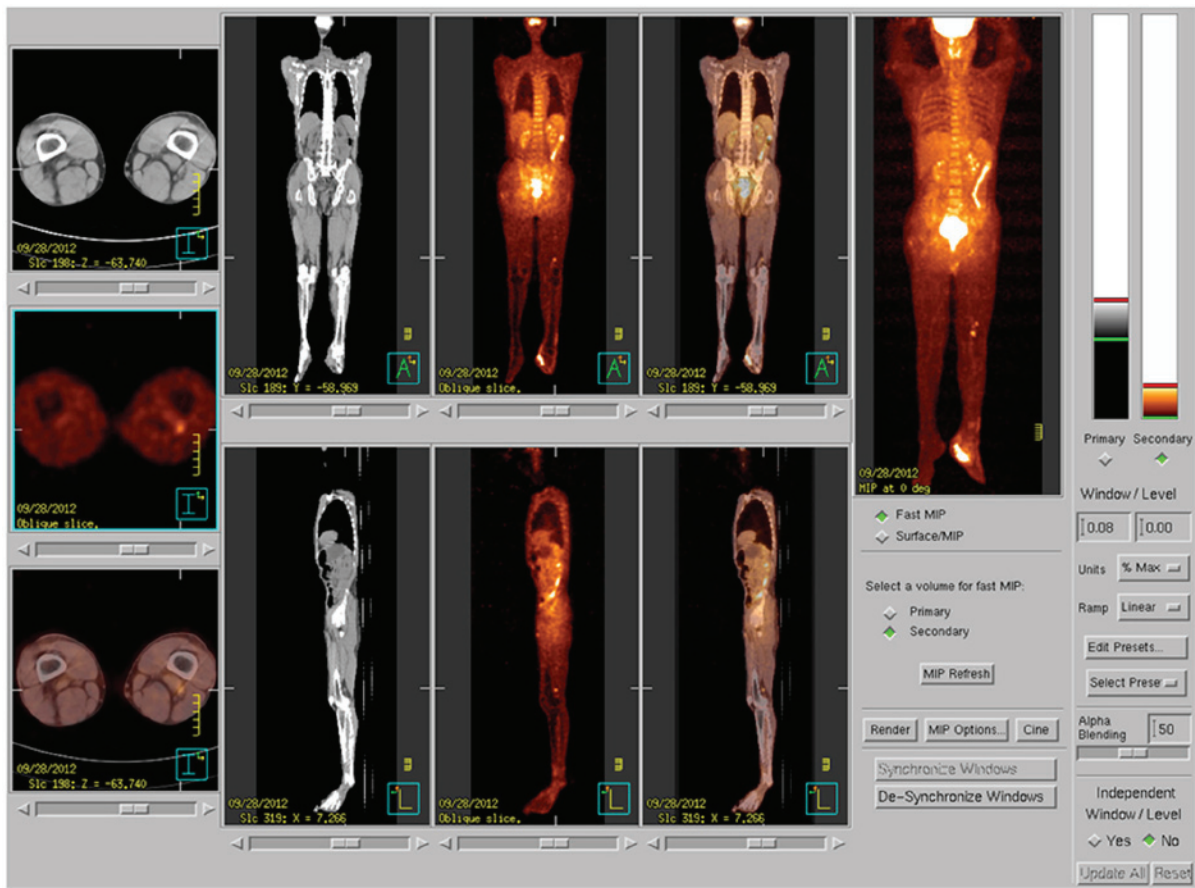 09/28/2012
Slc 198: Z = -63.740
I
09/28/2012
Oblique slice.
I
09/28/2012
Slc 198: Z = -63.740
I
09/28/2012
Slc 189: Y = -58.969
A
09/28/2012
Oblique slice.
A
09/28/2012
Slc 189: Y = -58.969
A
09/28/2012
Slc 319: X = 7.266
L
09/28/2012
Oblique slice.
L
09/28/2012
Slc 319: X = 7.266
L
09/28/2012
MIP at 0 deg
Fast MIP
Surface/MIP
Select a volume for fast MIP:
Primary
Secondary
MIP Refresh
Render MIP Options... Cine
Synchronize Windows
De-Synchronize Windows
Primary Secondary
Window / Level
0.08 0.00
Units % Max
Ramp Linear
Edit Presets...
Select Prese
Alpha
Blending 50
Independent
Window / Level
Yes No
Update All Reset